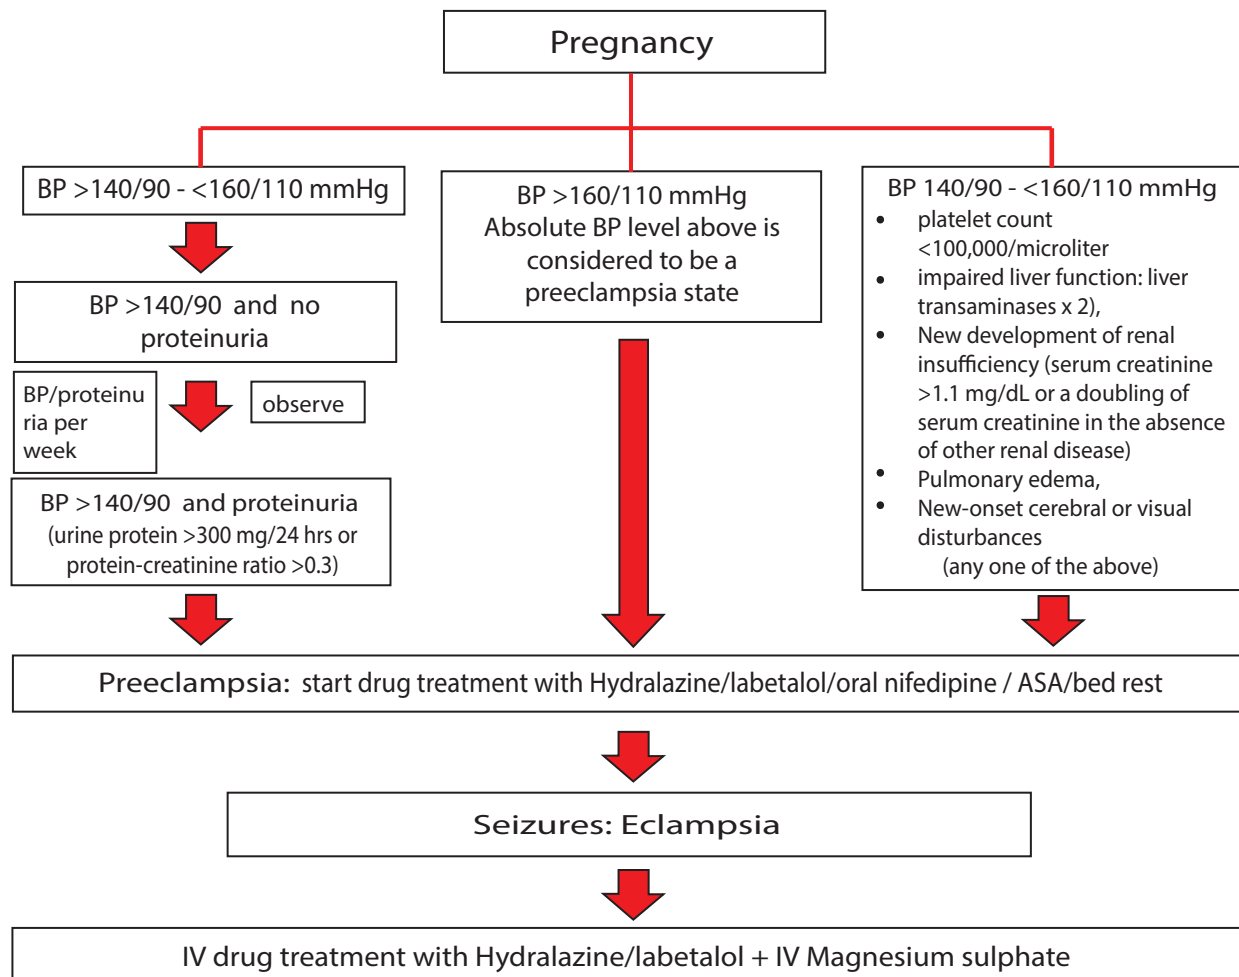 Pregnancy
BP >140/90 - <160/110 mmHg
BP >140/90 and no
proteinuria
BP/proteinu
ria per
week
observe
BP >140/90 and proteinuria
(urine protein >300 mg/24 hrs or
protein-creatinine ratio >0.3)
BP >160/110 mmHg
Absolute BP level above is
considered to be a
preeclampsia state
BP 140/90 - <160/110 mmHg
• platelet count
<100,000/microliter
• impaired liver function: liver
transaminases x 2),
• New development of renal
insufficiency (serum creatinine
>1.1 mg/dL or a doubling of
serum creatinine in the absence
of other renal disease)
• Pulmonary edema,
• New-onset cerebral or visual
disturbances
(any one of the above)
Preeclampsia: start drug treatment with Hydralazine/labetalol/oral nifedipine / ASA/bed rest
Seizures: Eclampsia
IV drug treatment with Hydralazine/labetalol + IV Magnesium sulphate